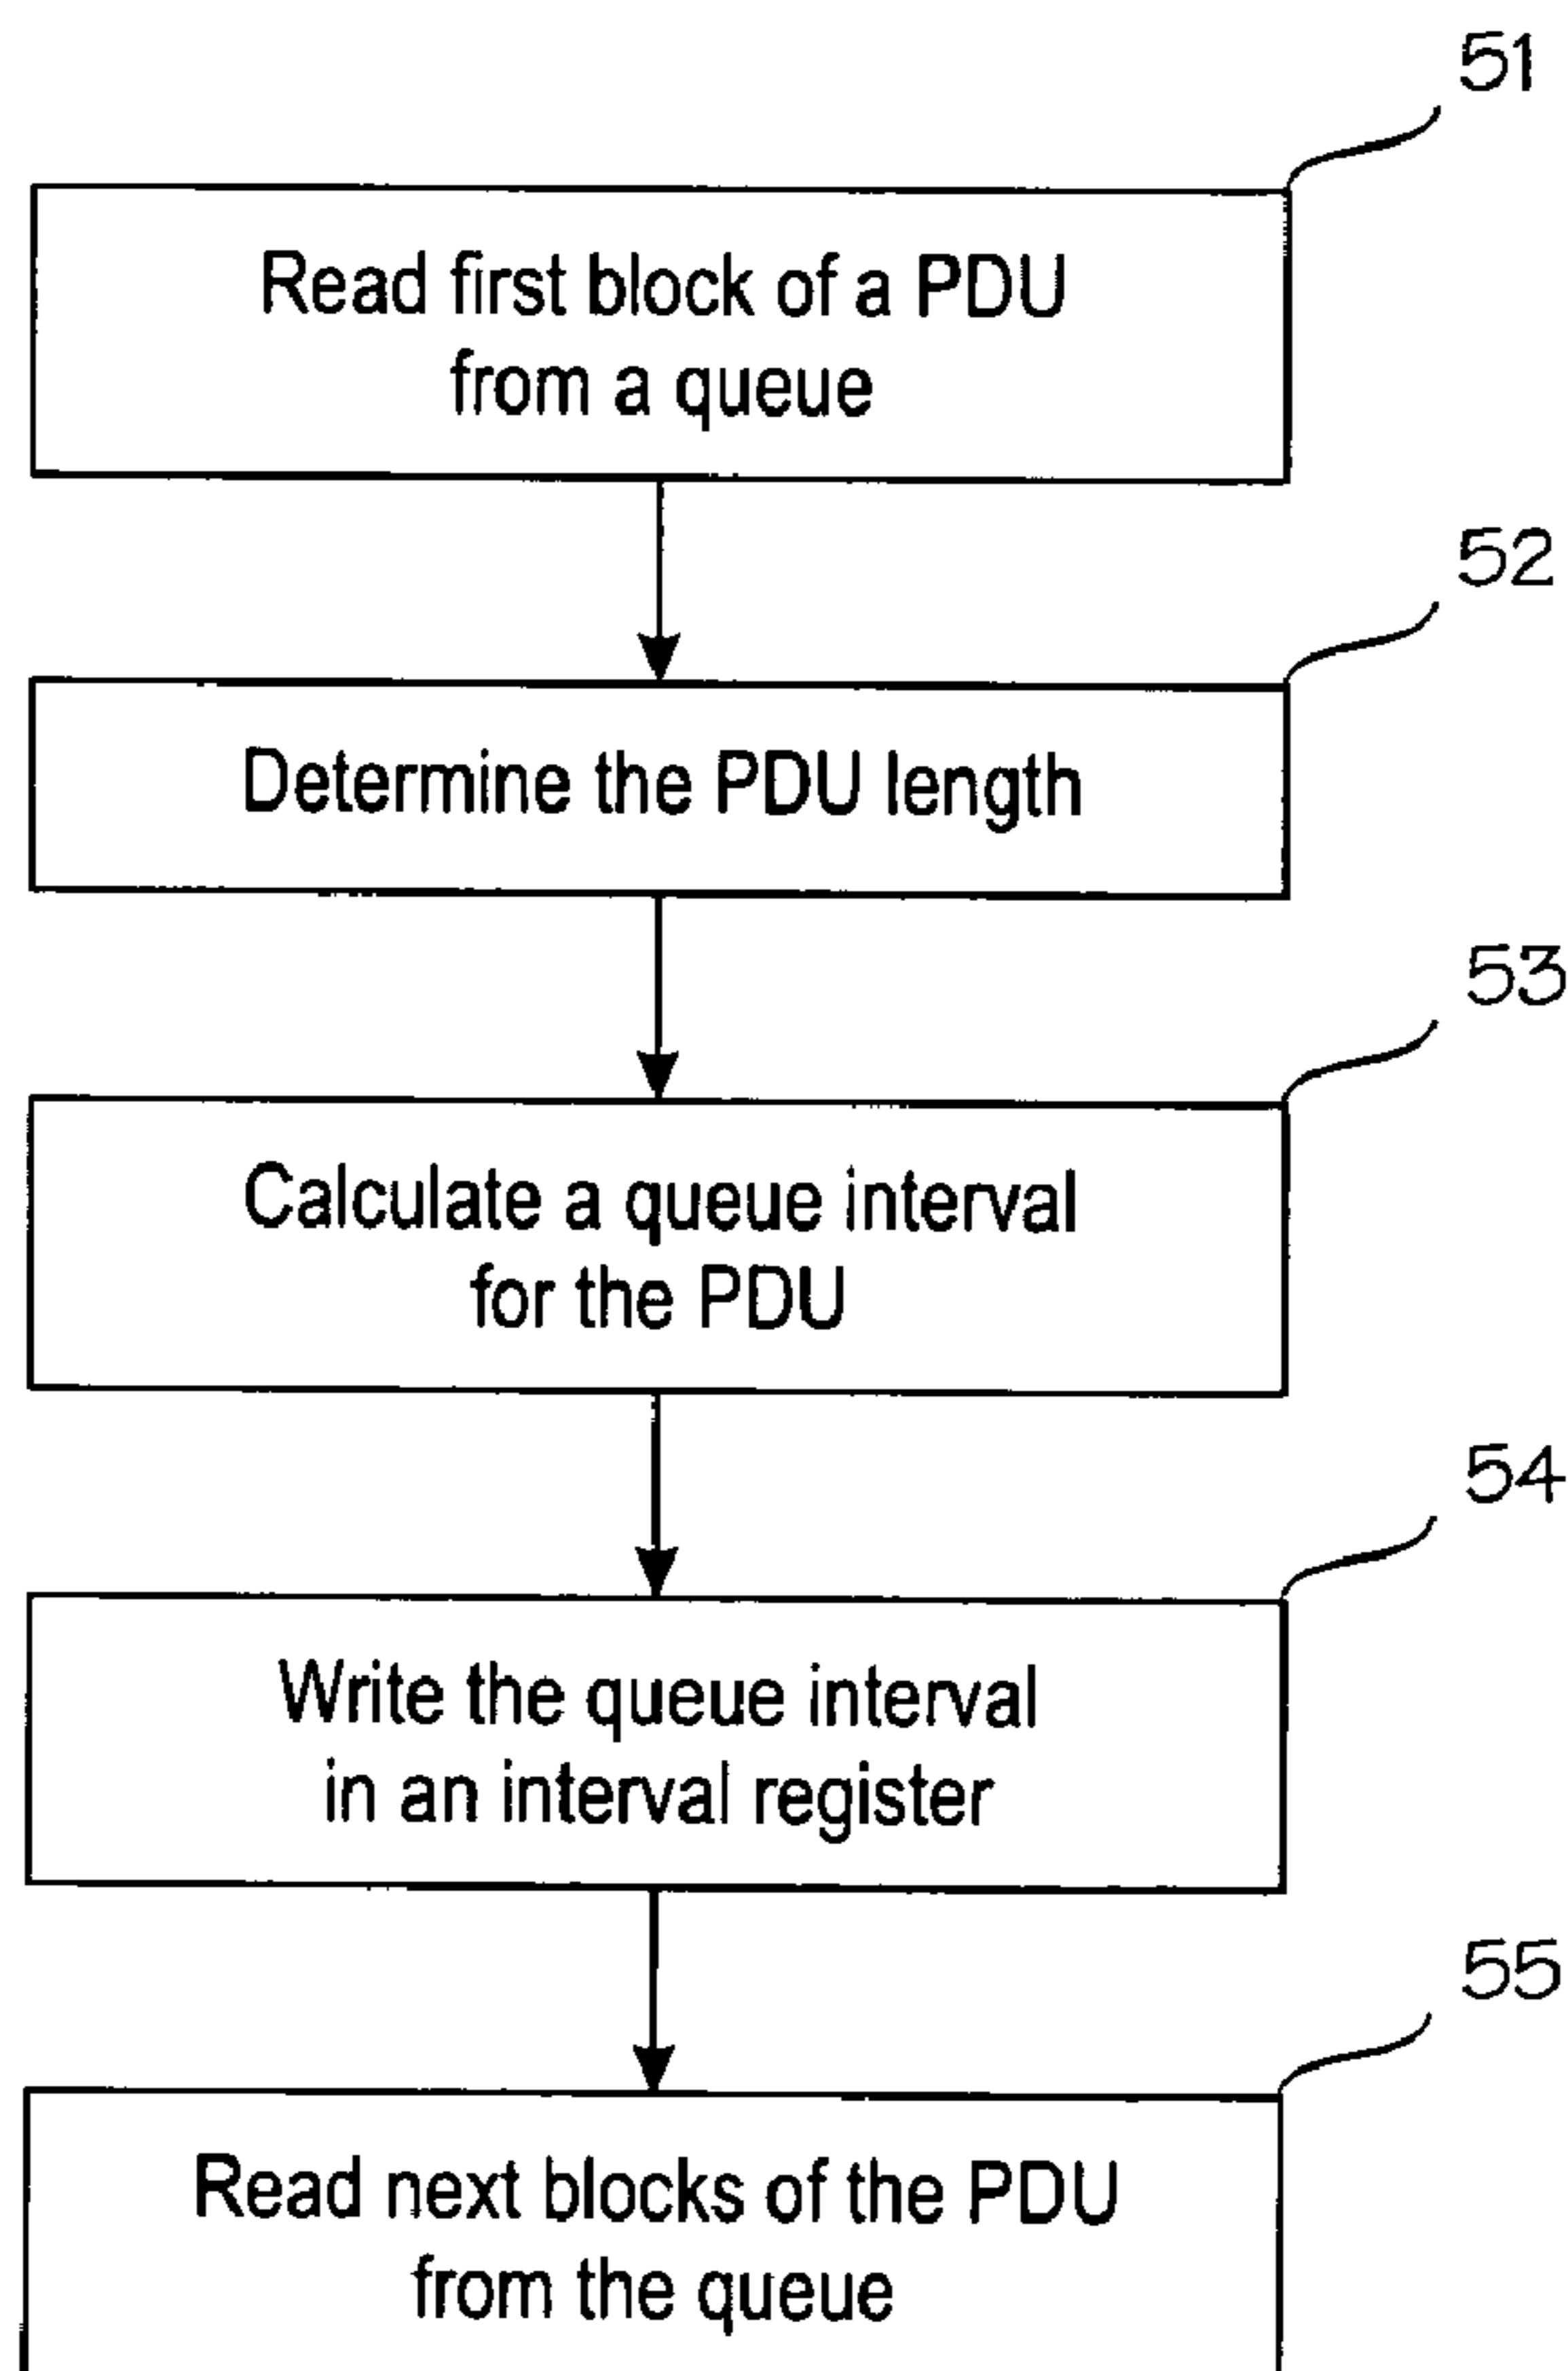 51
Read first block of a PDU
from a queue
52
Determine the PDU length
53
Calculate a queue interval
for the PDU
54
Write the queue interval
in an interval register
55
Read next blocks of the PDU
from the queue